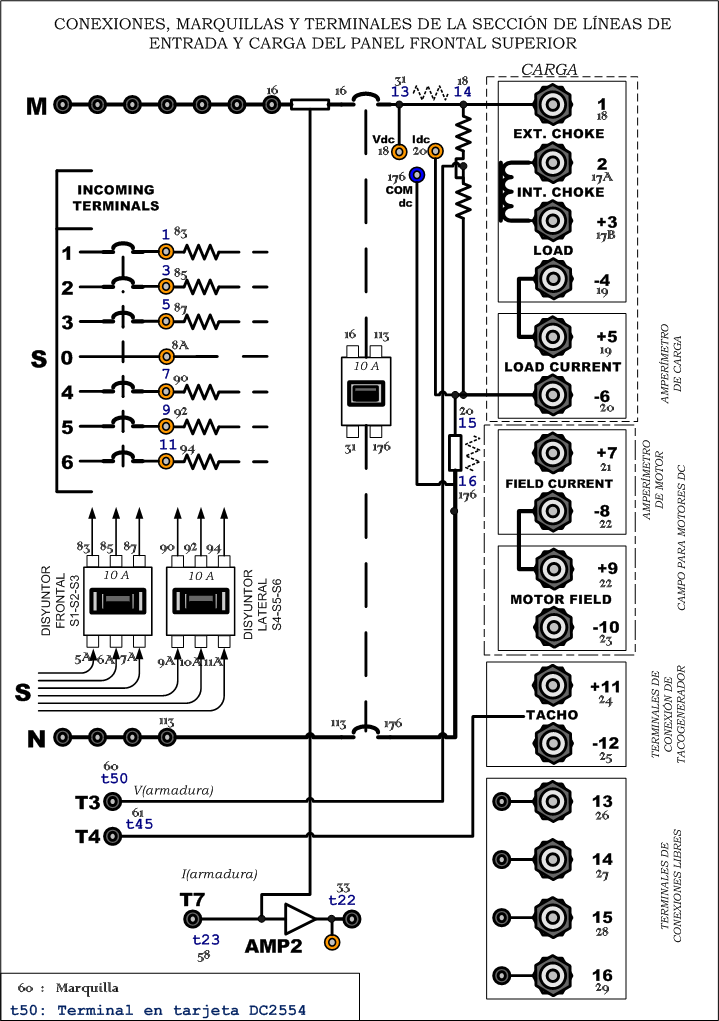 CONEXIONES, MARQUILLAS Y TERMINALES DE LA SECCIÓN DE LÍNEAS DE
ENTRADA Y CARGA DEL PANEL FRONTAL SUPERIOR
M
16
16
31
13
18
14
Vdc
18
Idc
20
176
COM
dc
CARGA
1
18
EXT. CHOKE
2
17A
INT. CHOKE
+3
17B
LOAD
-4
19
+5
19
LOAD CURRENT
-6
20
AMPERÍMETRO
DE CARGA
INCOMING
TERMINALS
S
1
1
83
2
3
85
3
5
87
0
8A
4
7
90
5
9
92
6
11
94
16
113
10 A
31
176
20
15
16
176
+7
21
FIELD CURRENT
-8
22
AMPERÍMETRO
DE MOTOR
+9
22
MOTOR FIELD
-10
23
CAMPO PARA MOTORES DC
DISYUNTOR
FRONTAL
S1-S2-S3
83
85
87
10 A
5A
6A
7A
90
92
94
10 A
9A
10A
11A
DISYUNTOR
LATERAL
S4-S5-S6
S
N
113
113
176
+11
24
TACHO
-12
25
TERMINALES DE
CONEXIÓN DE
TACOGENERADOR
60
t50
T3
V(armadura)
61
t45
T4
13
26
14
27
15
28
16
29
TERMINALES DE
CONEXIONES LIBRES
I(armadura)
T7
t23
58
AMP2
33
t22
60 : Marquilla
t50: Terminal en tarjeta DC2554